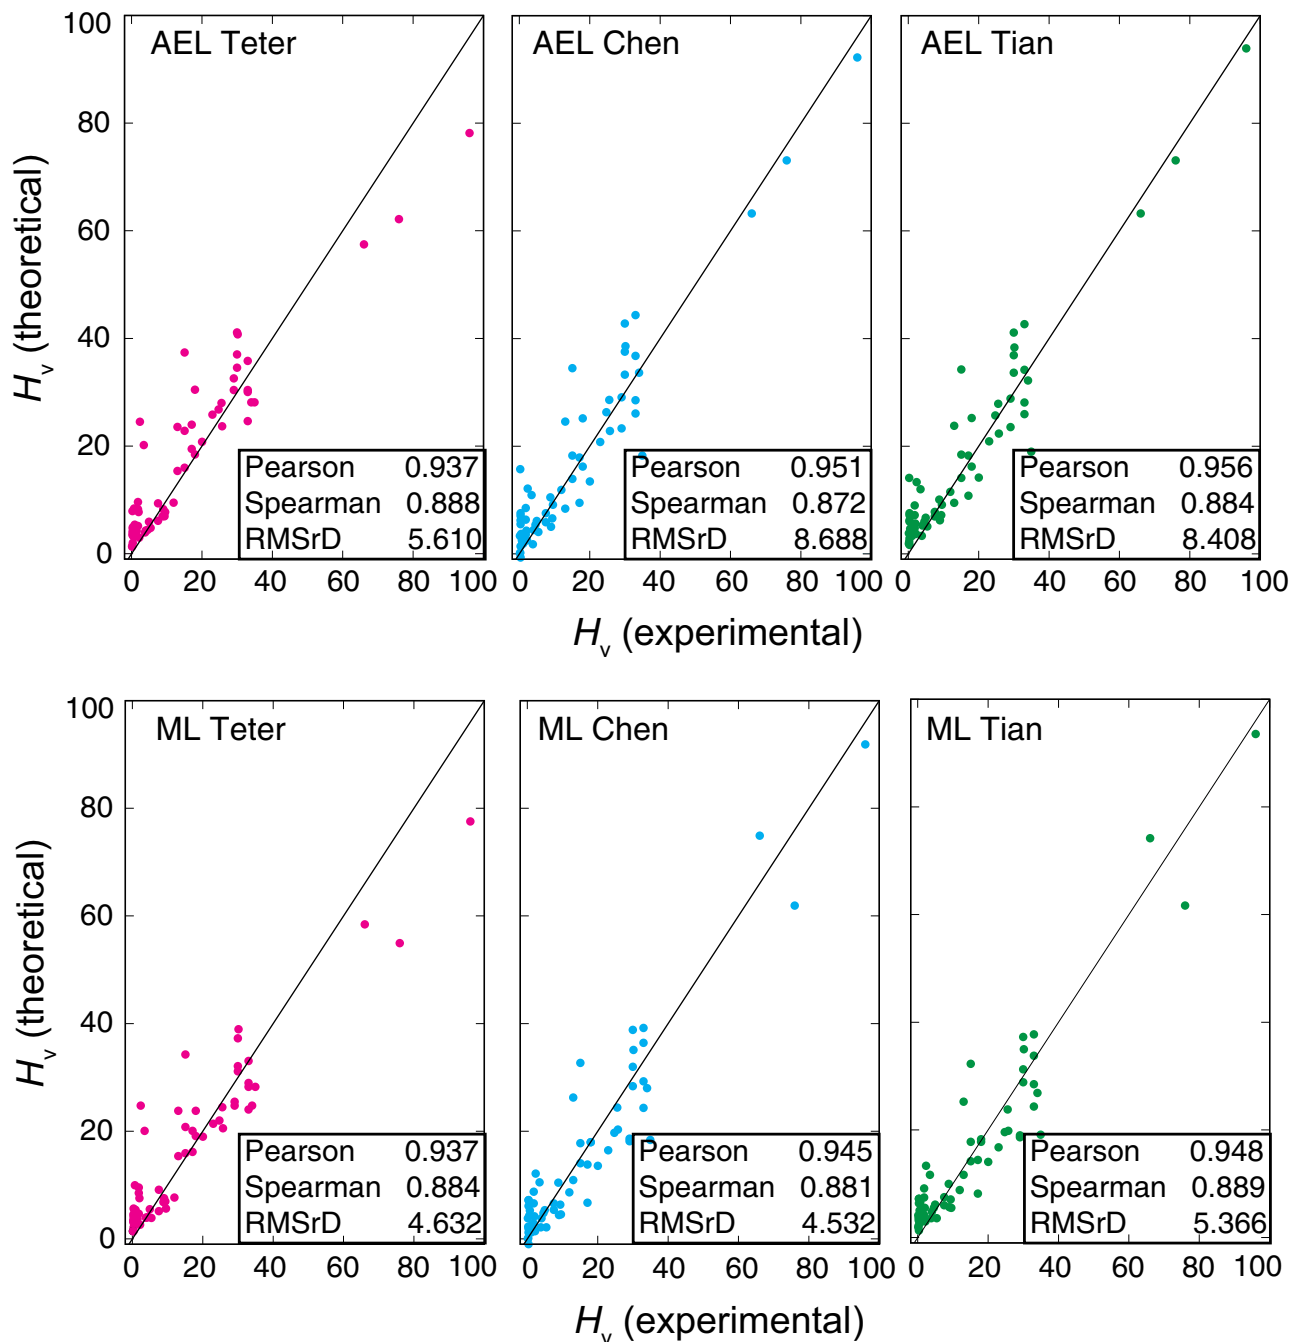 AEL Teter
AEL Chen
AEL Tian
100
80
60
40
20
0
Hv (theoretical)
Pearson 0.937
Spearman 0.888
RMSrD 5.610
Pearson 0.951
Spearman 0.872
RMSrD 8.688
Pearson 0.956
Spearman 0.884
RMSrD 8.408
0 20 40 60 80 100
0 20 40 60 80 100
0 20 40 60 80 100
Hv (experimental)
ML Teter
ML Chen
ML Tian
100
80
60
40
20
0
Hv (theoretical)
Pearson 0.937
Spearman 0.884
RMSrD 4.632
Pearson 0.945
Spearman 0.881
RMSrD 4.532
Pearson 0.948
Spearman 0.889
RMSrD 5.366
0 20 40 60 80 100
0 20 40 60 80 100
0 20 40 60 80 100
Hv (experimental)